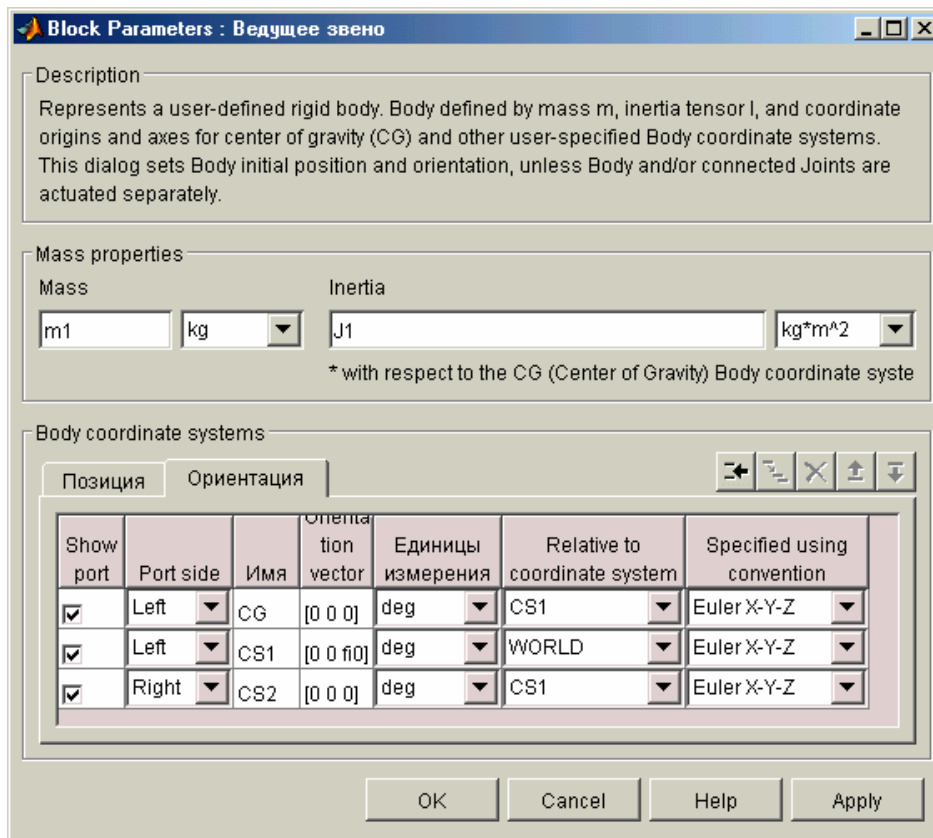 Block Parameters : Ведущее звено
Description
Represents a user-defined rigid body. Body defined by mass m, inertia tensor I, and coordinate
origins and axes for center of gravity (CG) and other user-specified Body coordinate systems.
This dialog sets Body initial position and orientation, unless Body and/or connected Joints are
actuated separately.
Mass properties
Mass Inertia
m1 kg J1 kg*m^2
* with respect to the CG (Center of Gravity) Body coordinate syste
Body coordinate systems
Позиция Ориентация
Show port Port side Имя Orienta tion vector Единицы измерения Relative to coordinate system Specified using convention
Left CG [0 0 0] deg CS1 Euler X-Y-Z
Left CS1 [0 0 fi0] deg WORLD Euler X-Y-Z
Right CS2 [0 0 0] deg CS1 Euler X-Y-Z
OK Cancel Help Apply